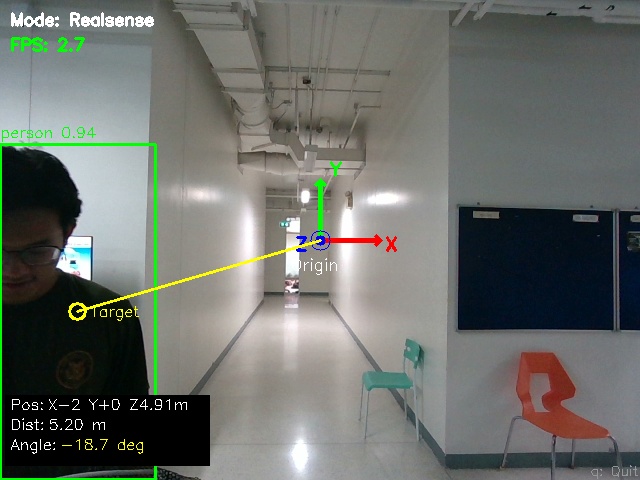 Mode: Realsense
FPS: 2.7
person 0.94
Y
Z
X
Origin
Target
Pos: X-2 Y+0 Z4.91m
Dist: 5.20 m
Angle: -18.7 deg
q: Quit